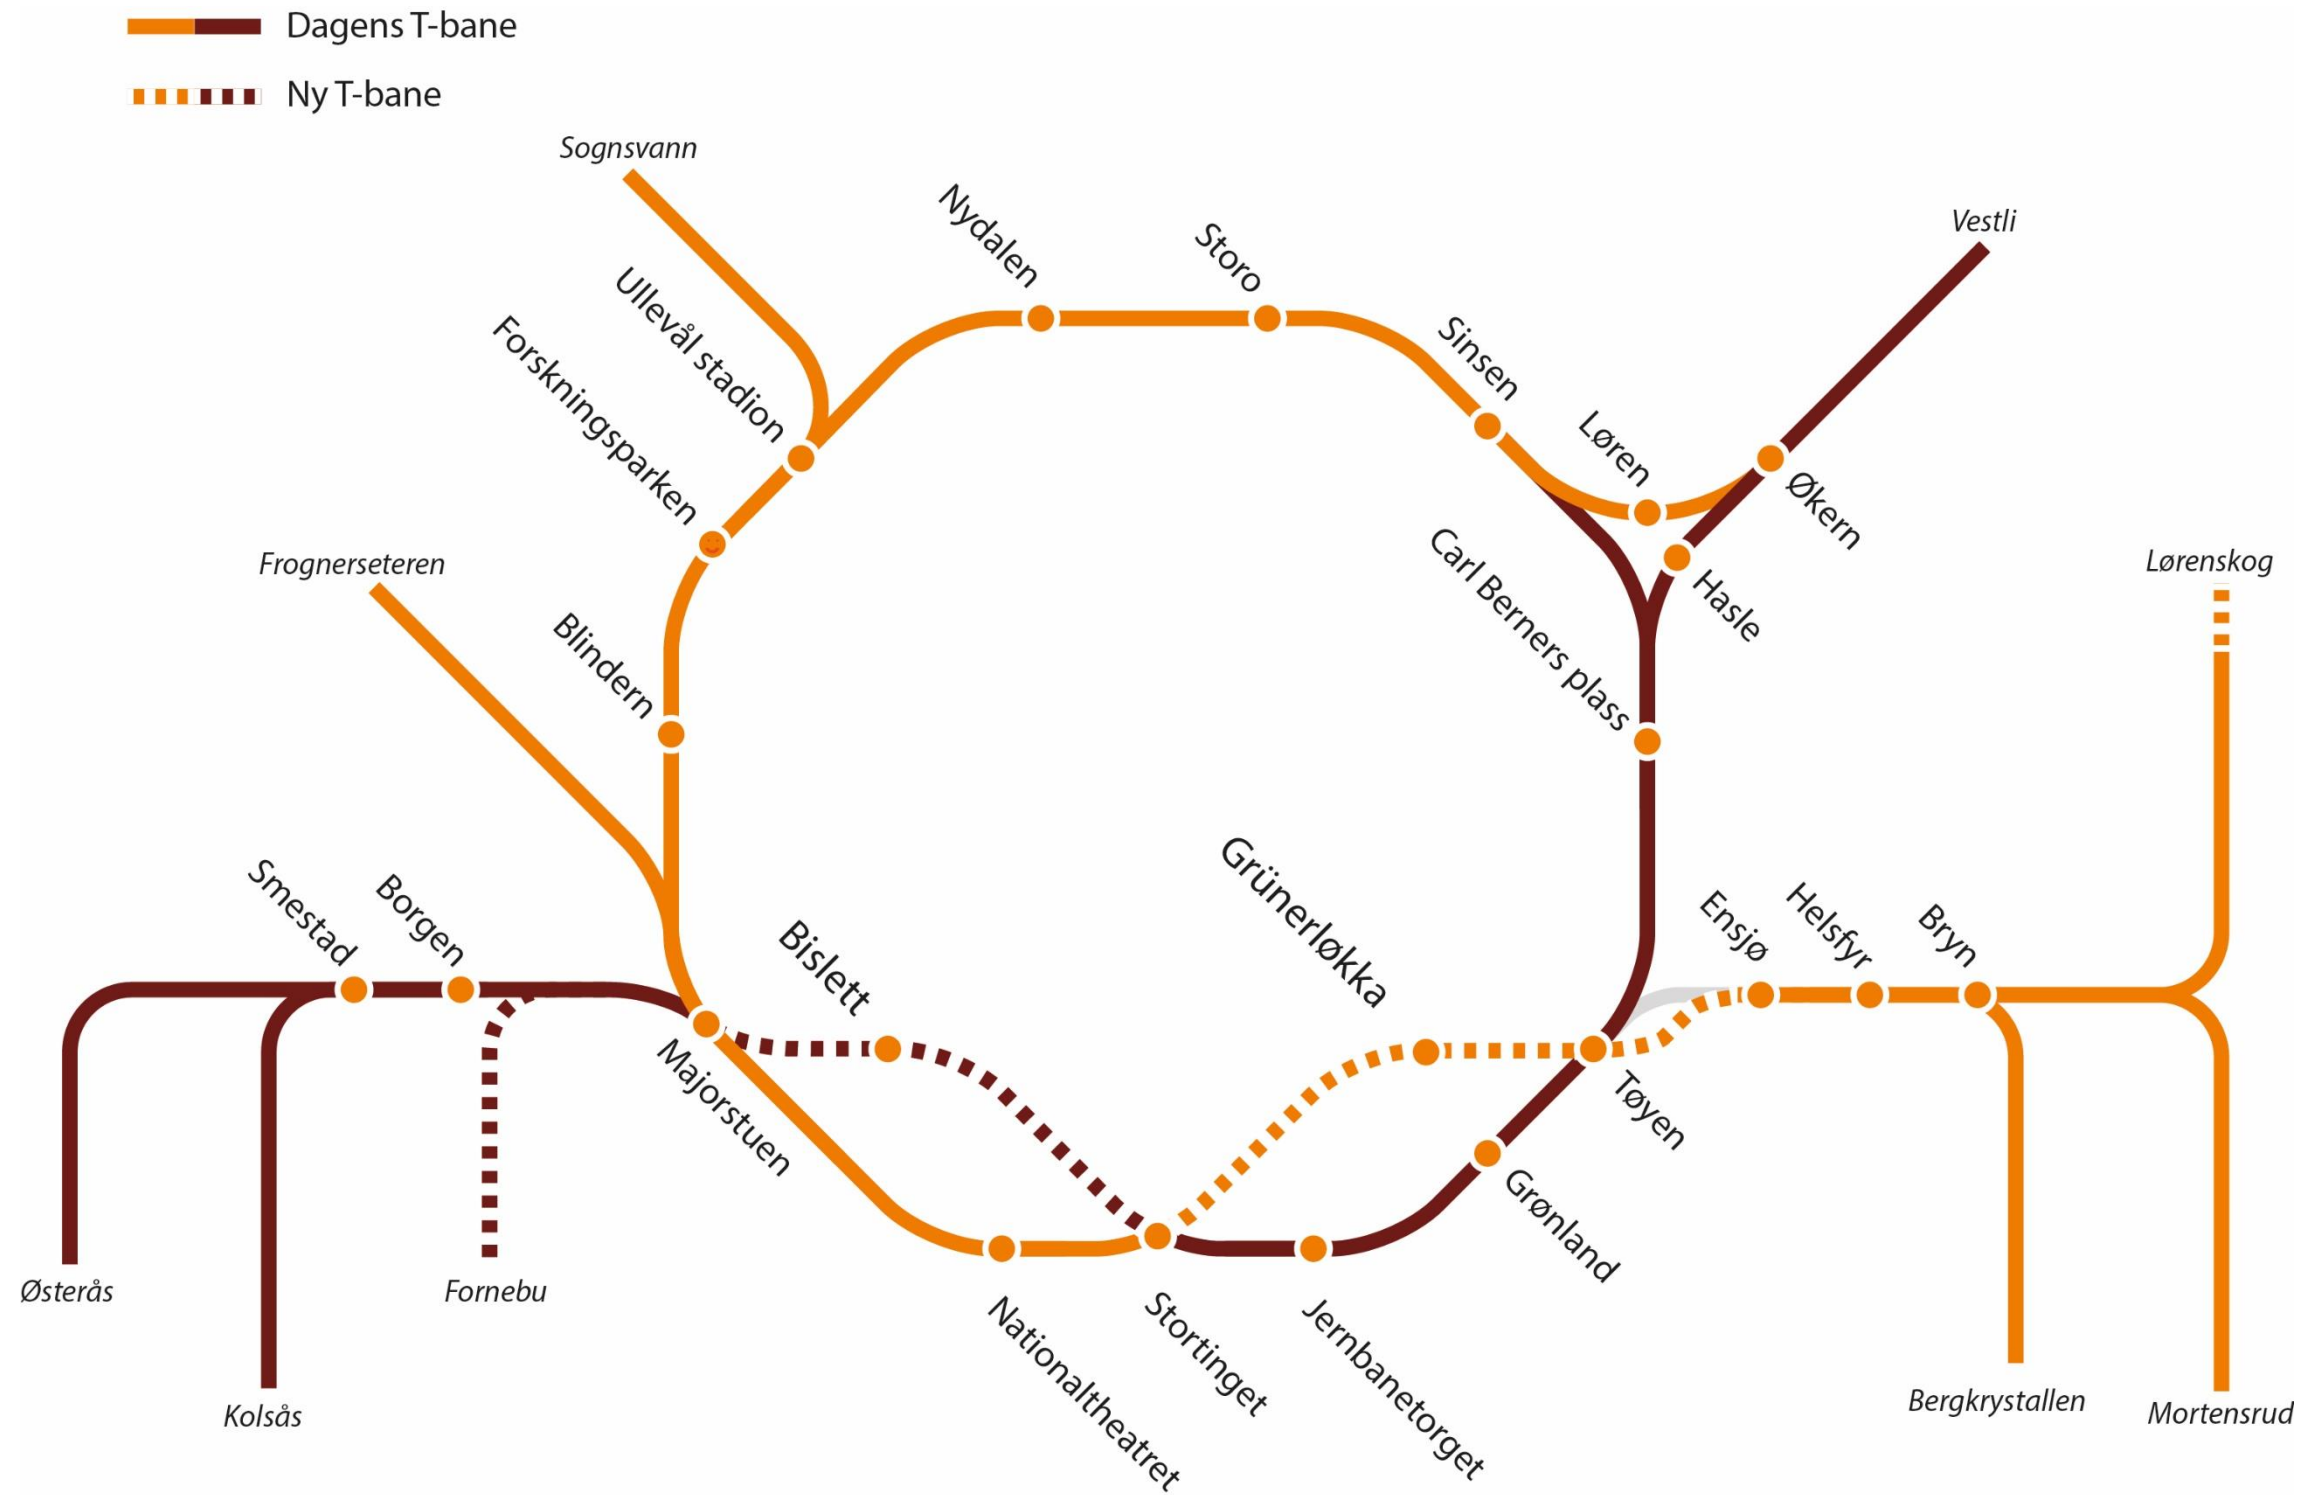 Dagens T-bane
Ny T-bane
Sognsvann
Nydalen
Storo
Vestli
Ullevål stadion
Forskningsparken
Sinsen
Løren
Økern
Carl Berners plass
Hasle
Frognerseteren
Lørenskog
Blindern
Smestad
Borgen
Bislett
Grünerløkka
Ensjø
Helsfyr
Bryn
Majorstuen
Tøyen
Grønland
Østerås
Fornebu
Nationaltheatret
Stortinget
Jernbanetorget
Kolsås
Bergkrystallen
Mortensrud